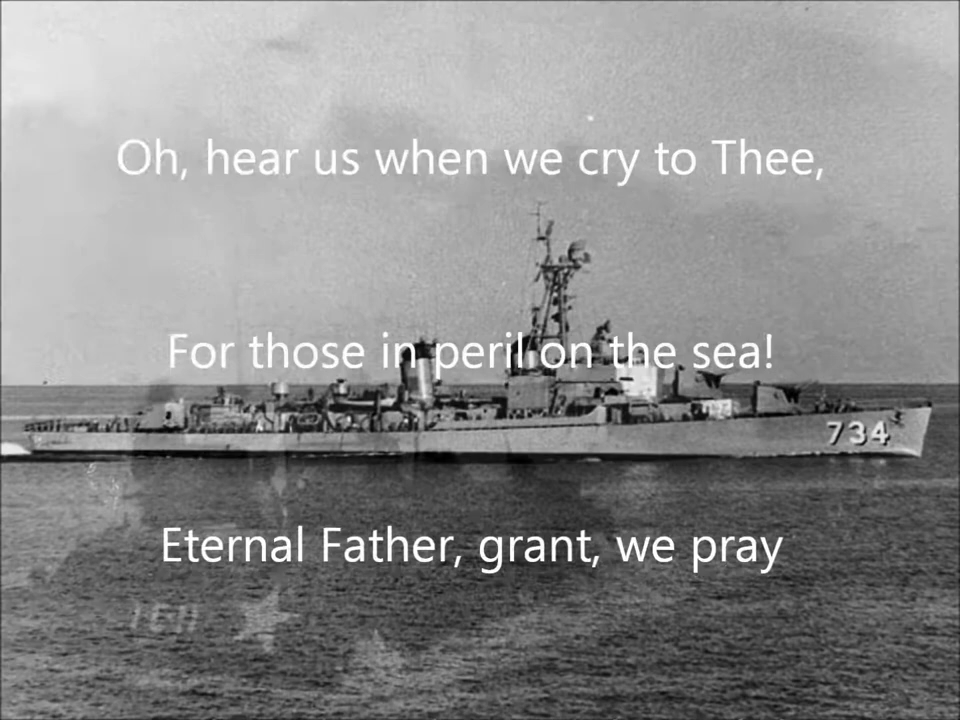 Oh, hear us when we cry to Thee,
For those in peril on the sea!
734
Eternal Father, grant, we pray